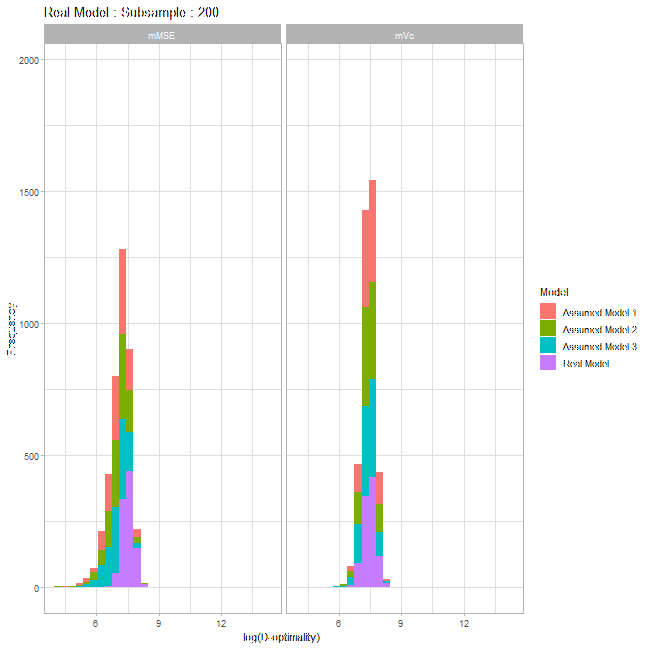 Real Model : Subsample : 200
mMSE
mVc
2000
1500
1000
500
0
Frequency
6
9
12
6
9
12
log(D-optimality)
Model
Assumed Model 1
Assumed Model 2
Assumed Model 3
Real Model